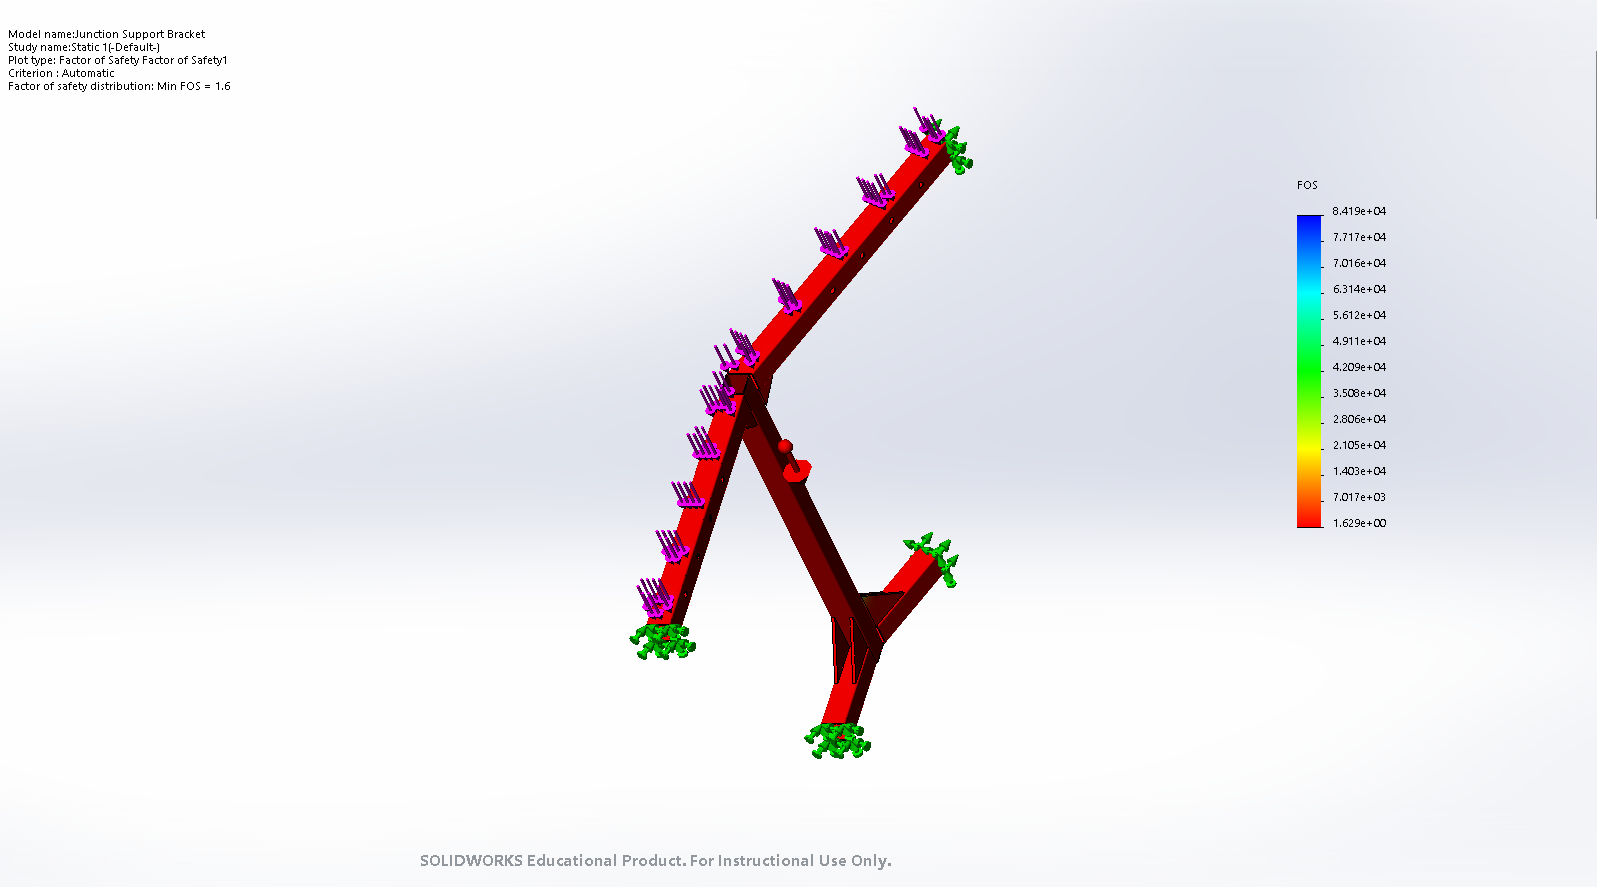 Model name:Junction Support Bracket
Study name:Static 1(-Default-)
Plot type: Factor of Safety Factor of Safety1
Criterion : Automatic
Factor of safety distribution: Min FOS = 1.6
FOS
8.419e+04
7.717e+04
7.016e+04
6.314e+04
5.612e+04
4.911e+04
4.209e+04
3.508e+04
2.806e+04
2.105e+04
1.403e+04
7.017e+03
1.629e+00
SOLIDWORKS Educational Product. For Instructional Use Only.